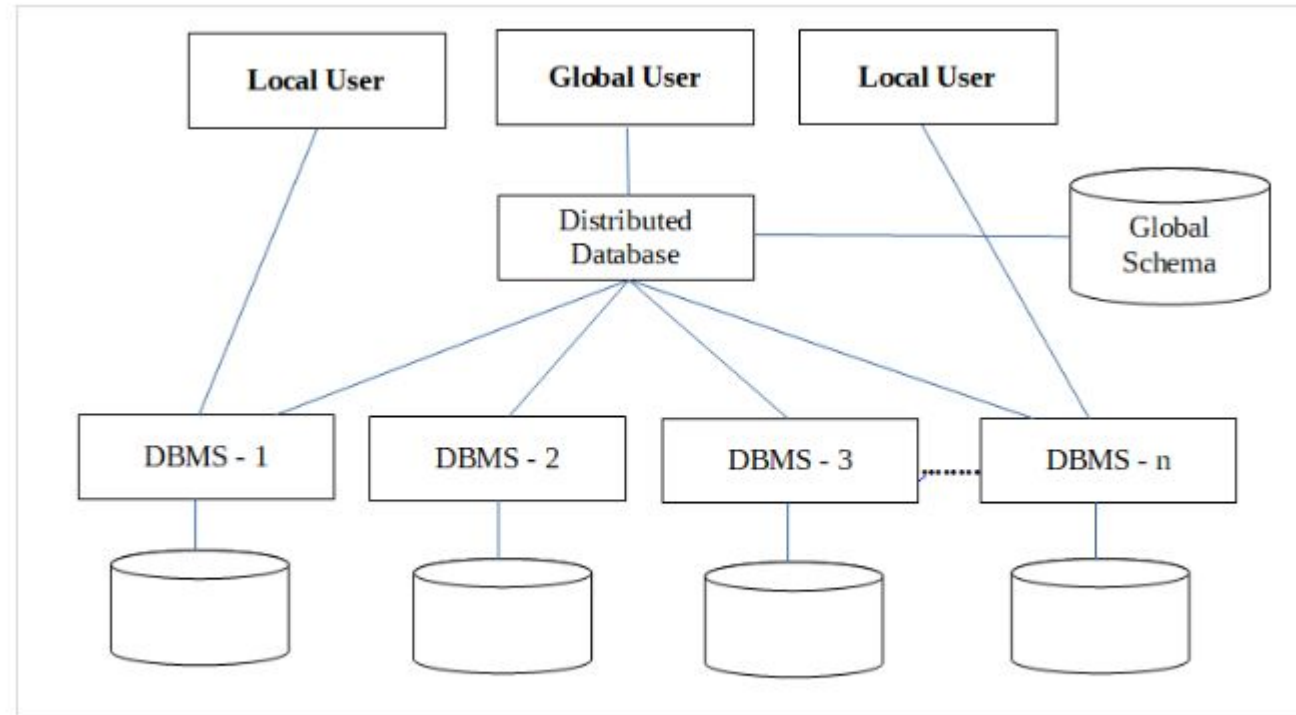 Local User
Global User
Local User
Distributed
Database
Global
Schema
DBMS - 1
DBMS - 2
DBMS - 3
DBMS - n